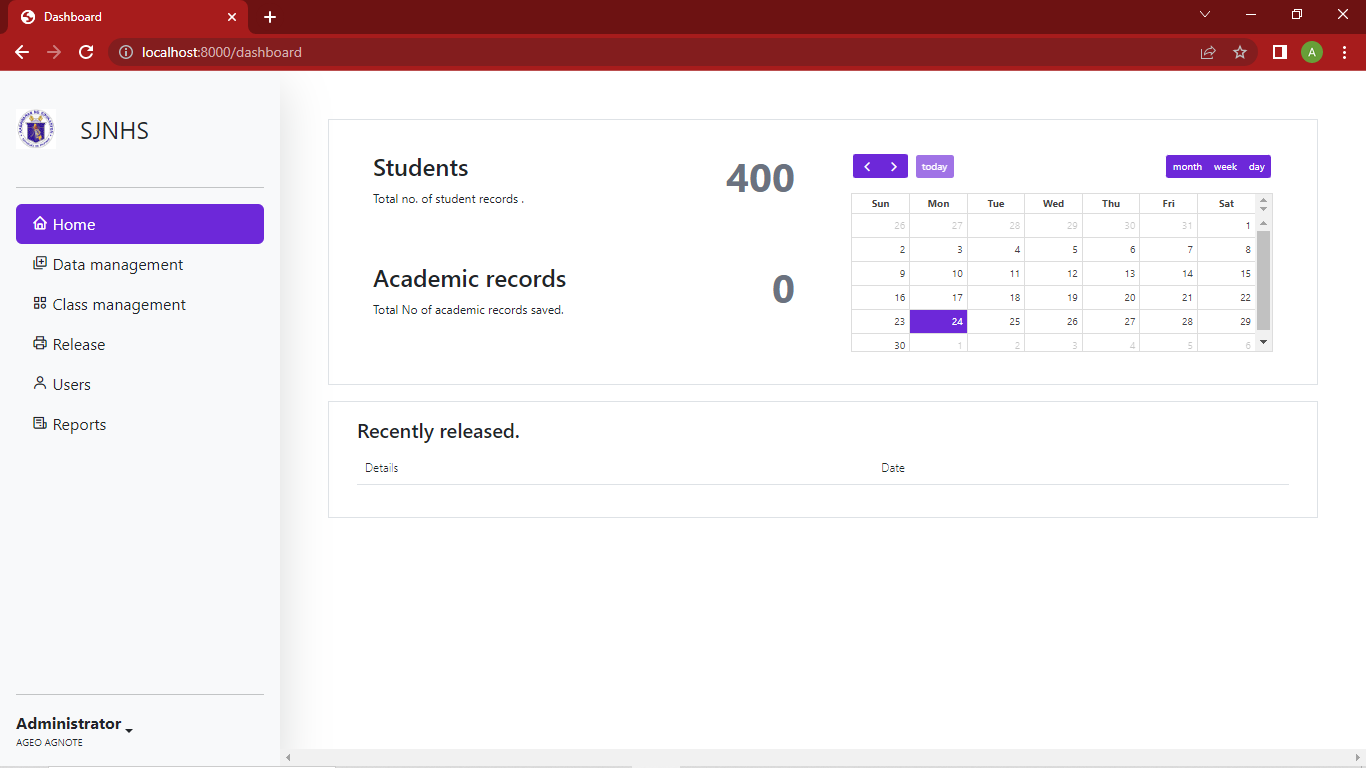 Dashboard
localhost:8000/dashboard
A
SJNHS
Home
Data management
Class management
Release
Users
Reports
Administrator
AGEO AGNOTE
Students
400
Total no. of student records .
Academic records
0
Total No of academic records saved.
today
month week day
Sun Mon Tue Wed Thu Fri Sat
26 27 28 29 30 31 1
2 3 4 5 6 7 8
9 10 11 12 13 14 15
16 17 18 19 20 21 22
23 24 25 26 27 28 29
30 1 2 3 4 5 6
Recently released.
Details Date